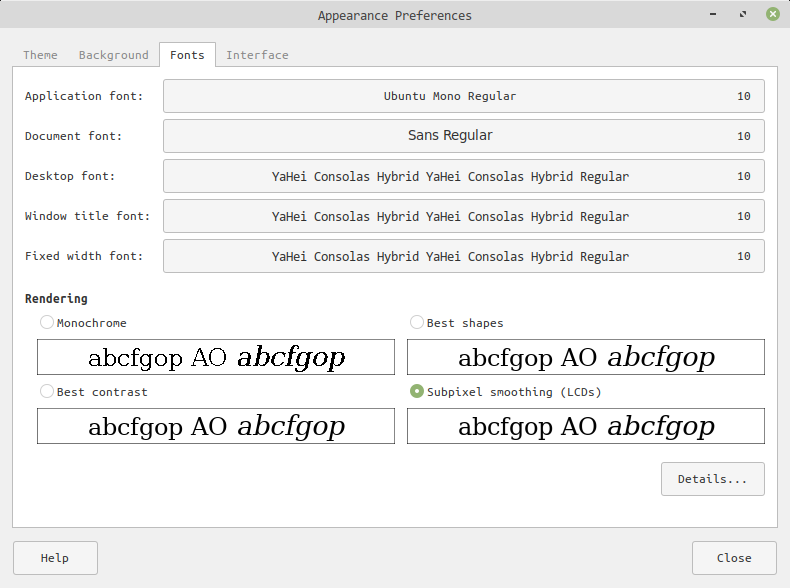 Appearance Preferences
Theme Background Fonts Interface
Application font: Ubuntu Mono Regular 10
Document font: Sans Regular 10
Desktop font: YaHei Consolas Hybrid YaHei Consolas Hybrid Regular 10
Window title font: YaHei Consolas Hybrid YaHei Consolas Hybrid Regular 10
Fixed width font: YaHei Consolas Hybrid YaHei Consolas Hybrid Regular 10
Rendering
Monochrome Best shapes
abcfgop AO abcfgop abcfgop AO abcfgop
Best contrast Subpixel smoothing (LCDs)
abcfgop AO abcfgop abcfgop AO abcfgop
Details...
Help Close